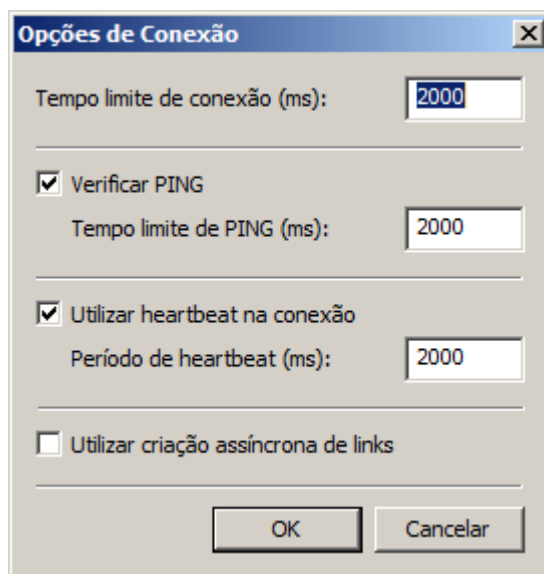 Opções de Conexão
Tempo limite de conexão (ms): 2000
Verificar PING
Tempo limite de PING (ms): 2000
Utilizar heartbeat na conexão
Período de heartbeat (ms): 2000
Utilizar criação assíncrona de links
OK Cancelar